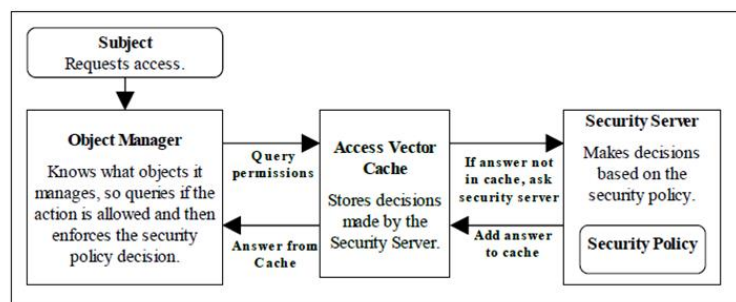 Subject
Requests access.
Object Manager
Knows what objects it
manages, so queries if the
action is allowed and then
enforces the security
policy decision.
Query
permissions
Answer from
Cache
Access Vector
Cache
Stores decisions
made by the
Security Server.
If answer not
in cache, ask
security server
Add answer
to cache
Security Server
Makes decisions
based on the
security policy.
Security Policy